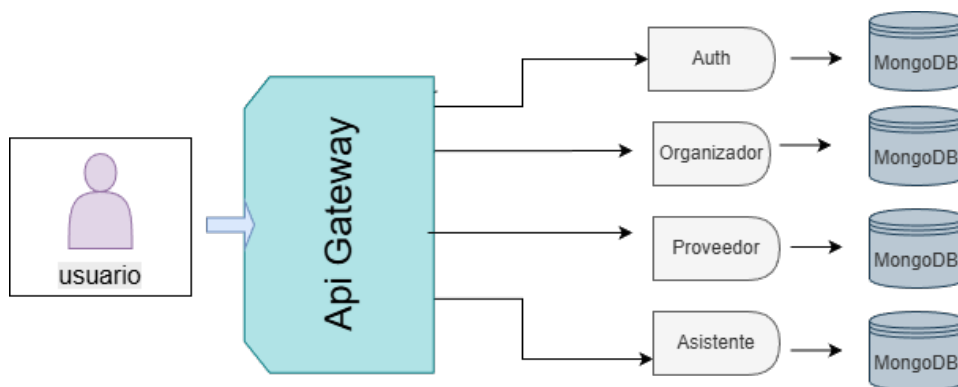 usuario
Api Gateway
Auth
MongoDB
Organizador
MongoDB
Proveedor
MongoDB
Asistente
MongoDB